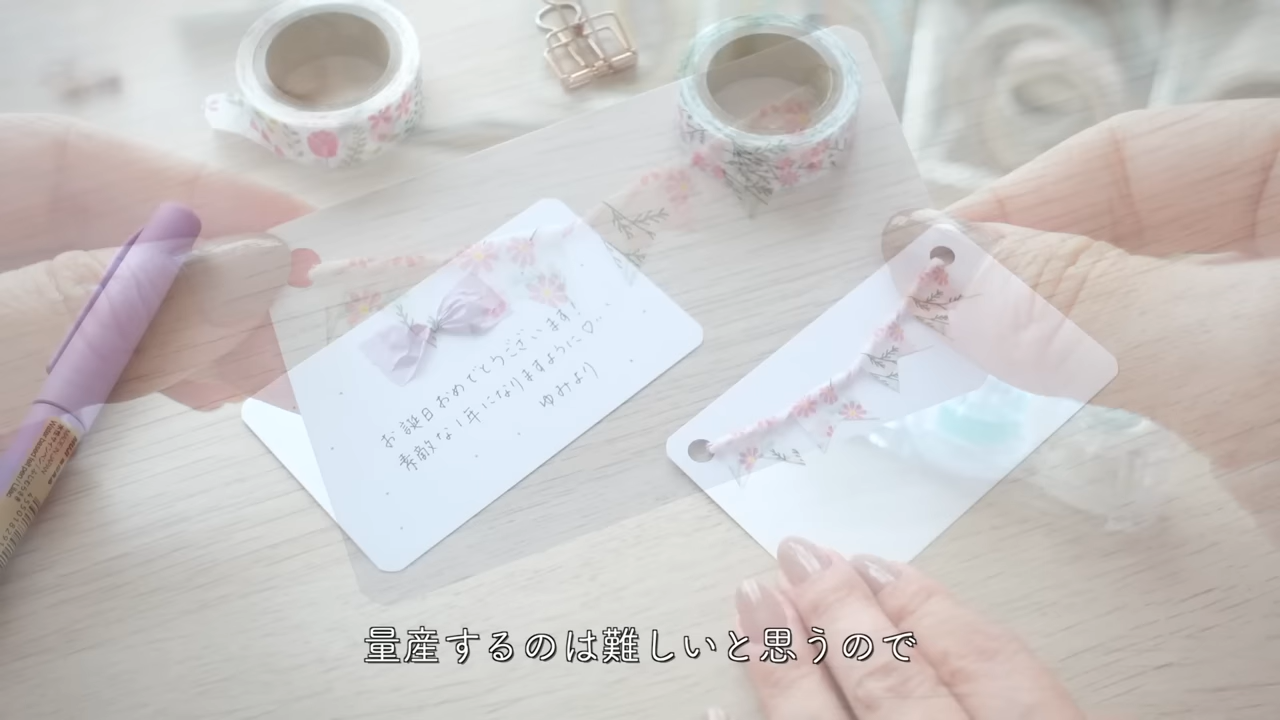 お誕生日おめでとうございます!
素敵な1年になりますように♡
ゆみより
量産するのは難しいと思うので